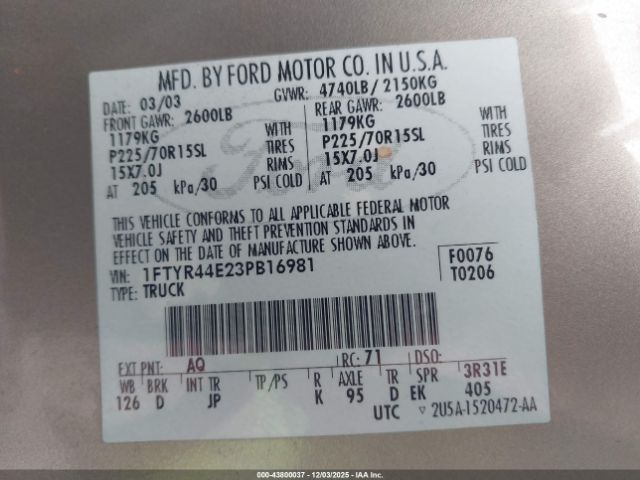 MFD. BY FORD MOTOR CO. IN U.S.A.
DATE: 03/03 GVWR: 4740LB/ 2150KG
FRONT GAWR: 2600LB REAR GAWR: 2600LB
1179KG WITH 1179KG WITH
P225/70R15SL TIRES P225/70R15SL TIRES
15X7.0J RIMS 15X7.0J RIMS
AT 205 kPa/30 PSI COLD AT 205 kPa/30 PSI COLD
Ford
THIS VEHICLE CONFORMS TO ALL APPLICABLE FEDERAL MOTOR
VEHICLE SAFETY AND THEFT PREVENTION STANDARDS IN
EFFECT ON THE DATE OF MANUFACTURE SHOWN ABOVE.
VIN: 1FTYR44E23PB16981 F0076
TYPE: TRUCK T0206
EXT PNT: AQ RC: 71 DSO:
WB BRK INT TR TP/PS R AXLE TR SPR 3R31E
126 D JP K 95 D EK 405
UTC ▽ 2U5A-1520472-AA
000-43800037 - 12/03/2025 - IAA Inc.